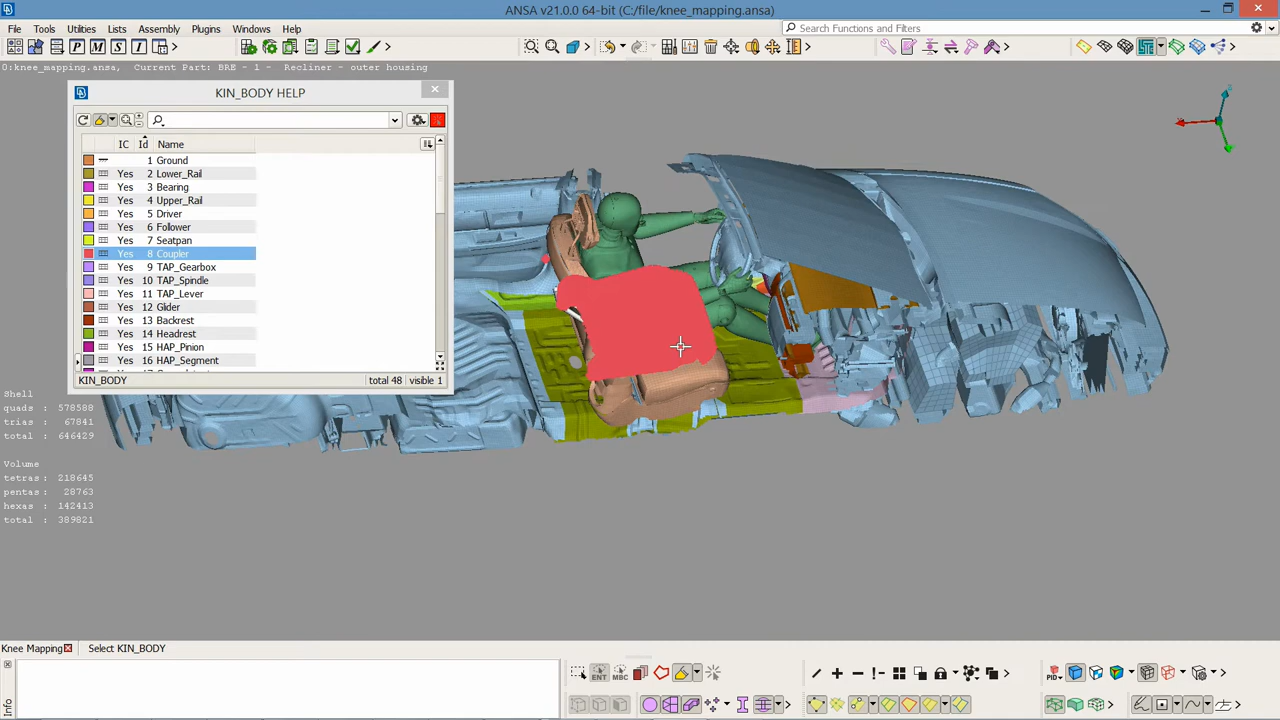 ANSA v21.0.0 64-bit (C:/file/knee_mapping.ansa)
File Tools Utilities Lists Assembly Plugins Windows Help
Search Functions and Filters
0:knee_mapping.ansa, Current Part: BRE - 1 - Recliner - outer housing
KIN_BODY HELP
IC Id Name
1 Ground
Yes 2 Lower_Rail
Yes 3 Bearing
Yes 4 Upper_Rail
Yes 5 Driver
Yes 6 Follower
Yes 7 Seatpan
Yes 8 Coupler
Yes 9 TAP_Gearbox
Yes 10 TAP_Spindle
Yes 11 TAP_Lever
Yes 12 Glider
Yes 13 Backrest
Yes 14 Headrest
Yes 15 HAP_Pinion
Yes 16 HAP_Segment
KIN_BODY total 48 visible 1
Shell
quads : 578588
trias : 67841
total : 646429
Volume
tetras : 218645
pentas : 28763
hexas : 142413
total : 389821
Knee Mapping Select KIN_BODY
ENT MBC PID
Info